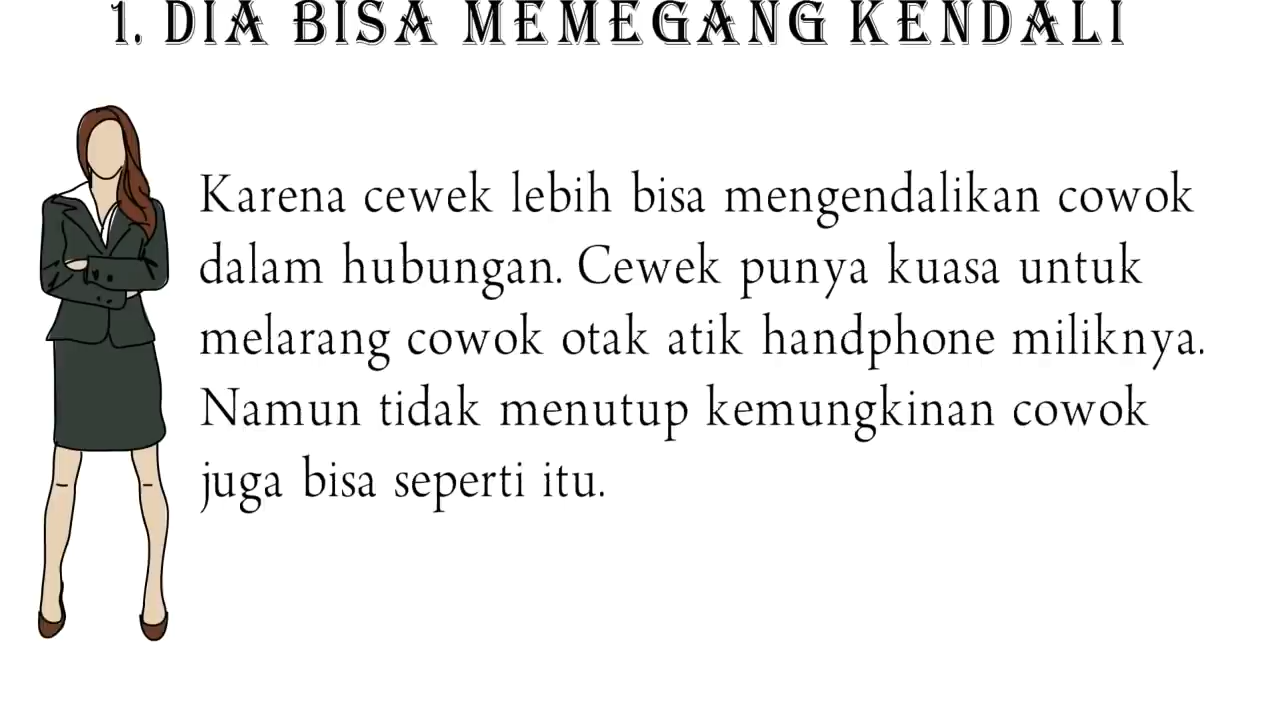 1. DIA BISA MEMEGANG KENDALI
Karena cewek lebih bisa mengendalikan cowok
dalam hubungan. Cewek punya kuasa untuk
melarang cowok otak atik handphone miliknya.
Namun tidak menutup kemungkinan cowok
juga bisa seperti itu.